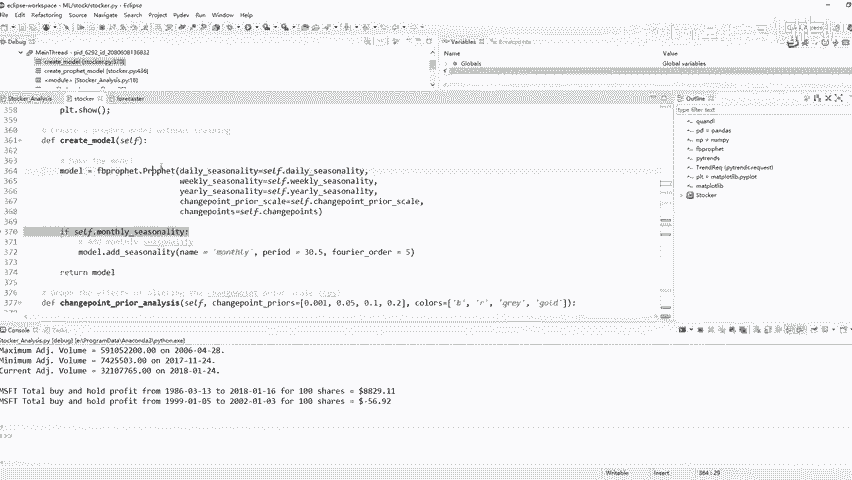 eclipse-workspace - ML/stock/stocker.py - Eclipse
File Edit Refactoring Source Navigate Search Project Pydev Run Window Help
Debug
Variables
MainThread - pid_6292_id_2080608136832
create_model [stocker.py:370]
create_prophet_model [stocker.py:636]
<module> [Stocker_Analysis.py:18]
Name Value
Globals Global variables
Stocker_Analysis stocker forecaster
Outline
358 plt.show();
359
360 # Create a prophet model without training
361 def create_model(self):
362
363 # Make the model
364 model = fbprophet.Prophet(daily_seasonality=self.daily_seasonality,
365 weekly_seasonality=self.weekly_seasonality,
366 yearly_seasonality=self.yearly_seasonality,
367 changepoint_prior_scale=self.changepoint_prior_scale,
368 changepoints=self.changepoints)
369
370 if self.monthly_seasonality:
371 # Add monthly seasonality
372 model.add_seasonality(name = 'monthly', period = 30.5, fourier_order = 5)
373
374 return model
375
376 # Graph the effects of altering the changepoint prior scale (cps)
377 def changepoint_prior_analysis(self, changepoint_priors=[0.001, 0.05, 0.1, 0.2], colors=['b', 'r', 'grey', 'gold']):
type filter text
quandl
pd = pandas
np = numpy
fbprophet
pytrends
TrendReq (pytrends.request)
plt = matplotlib.pyplot
matplotlib
Stocker
Console Tasks
Stocker_Analysis.py [debug] [e:\ProgramData\Anaconda3\python.exe]
Maximum Adj. Volume = 591052200.00 on 2006-04-28.
Minimum Adj. Volume = 7425503.00 on 2017-11-24.
Current Adj. Volume = 32107765.00 on 2018-01-24.
MSFT Total buy and hold profit from 1986-03-13 to 2018-01-16 for 100 shares = $8829.11
MSFT Total buy and hold profit from 1999-01-05 to 2002-01-03 for 100 shares = $-56.92
>>>
Writable Insert 364 : 29